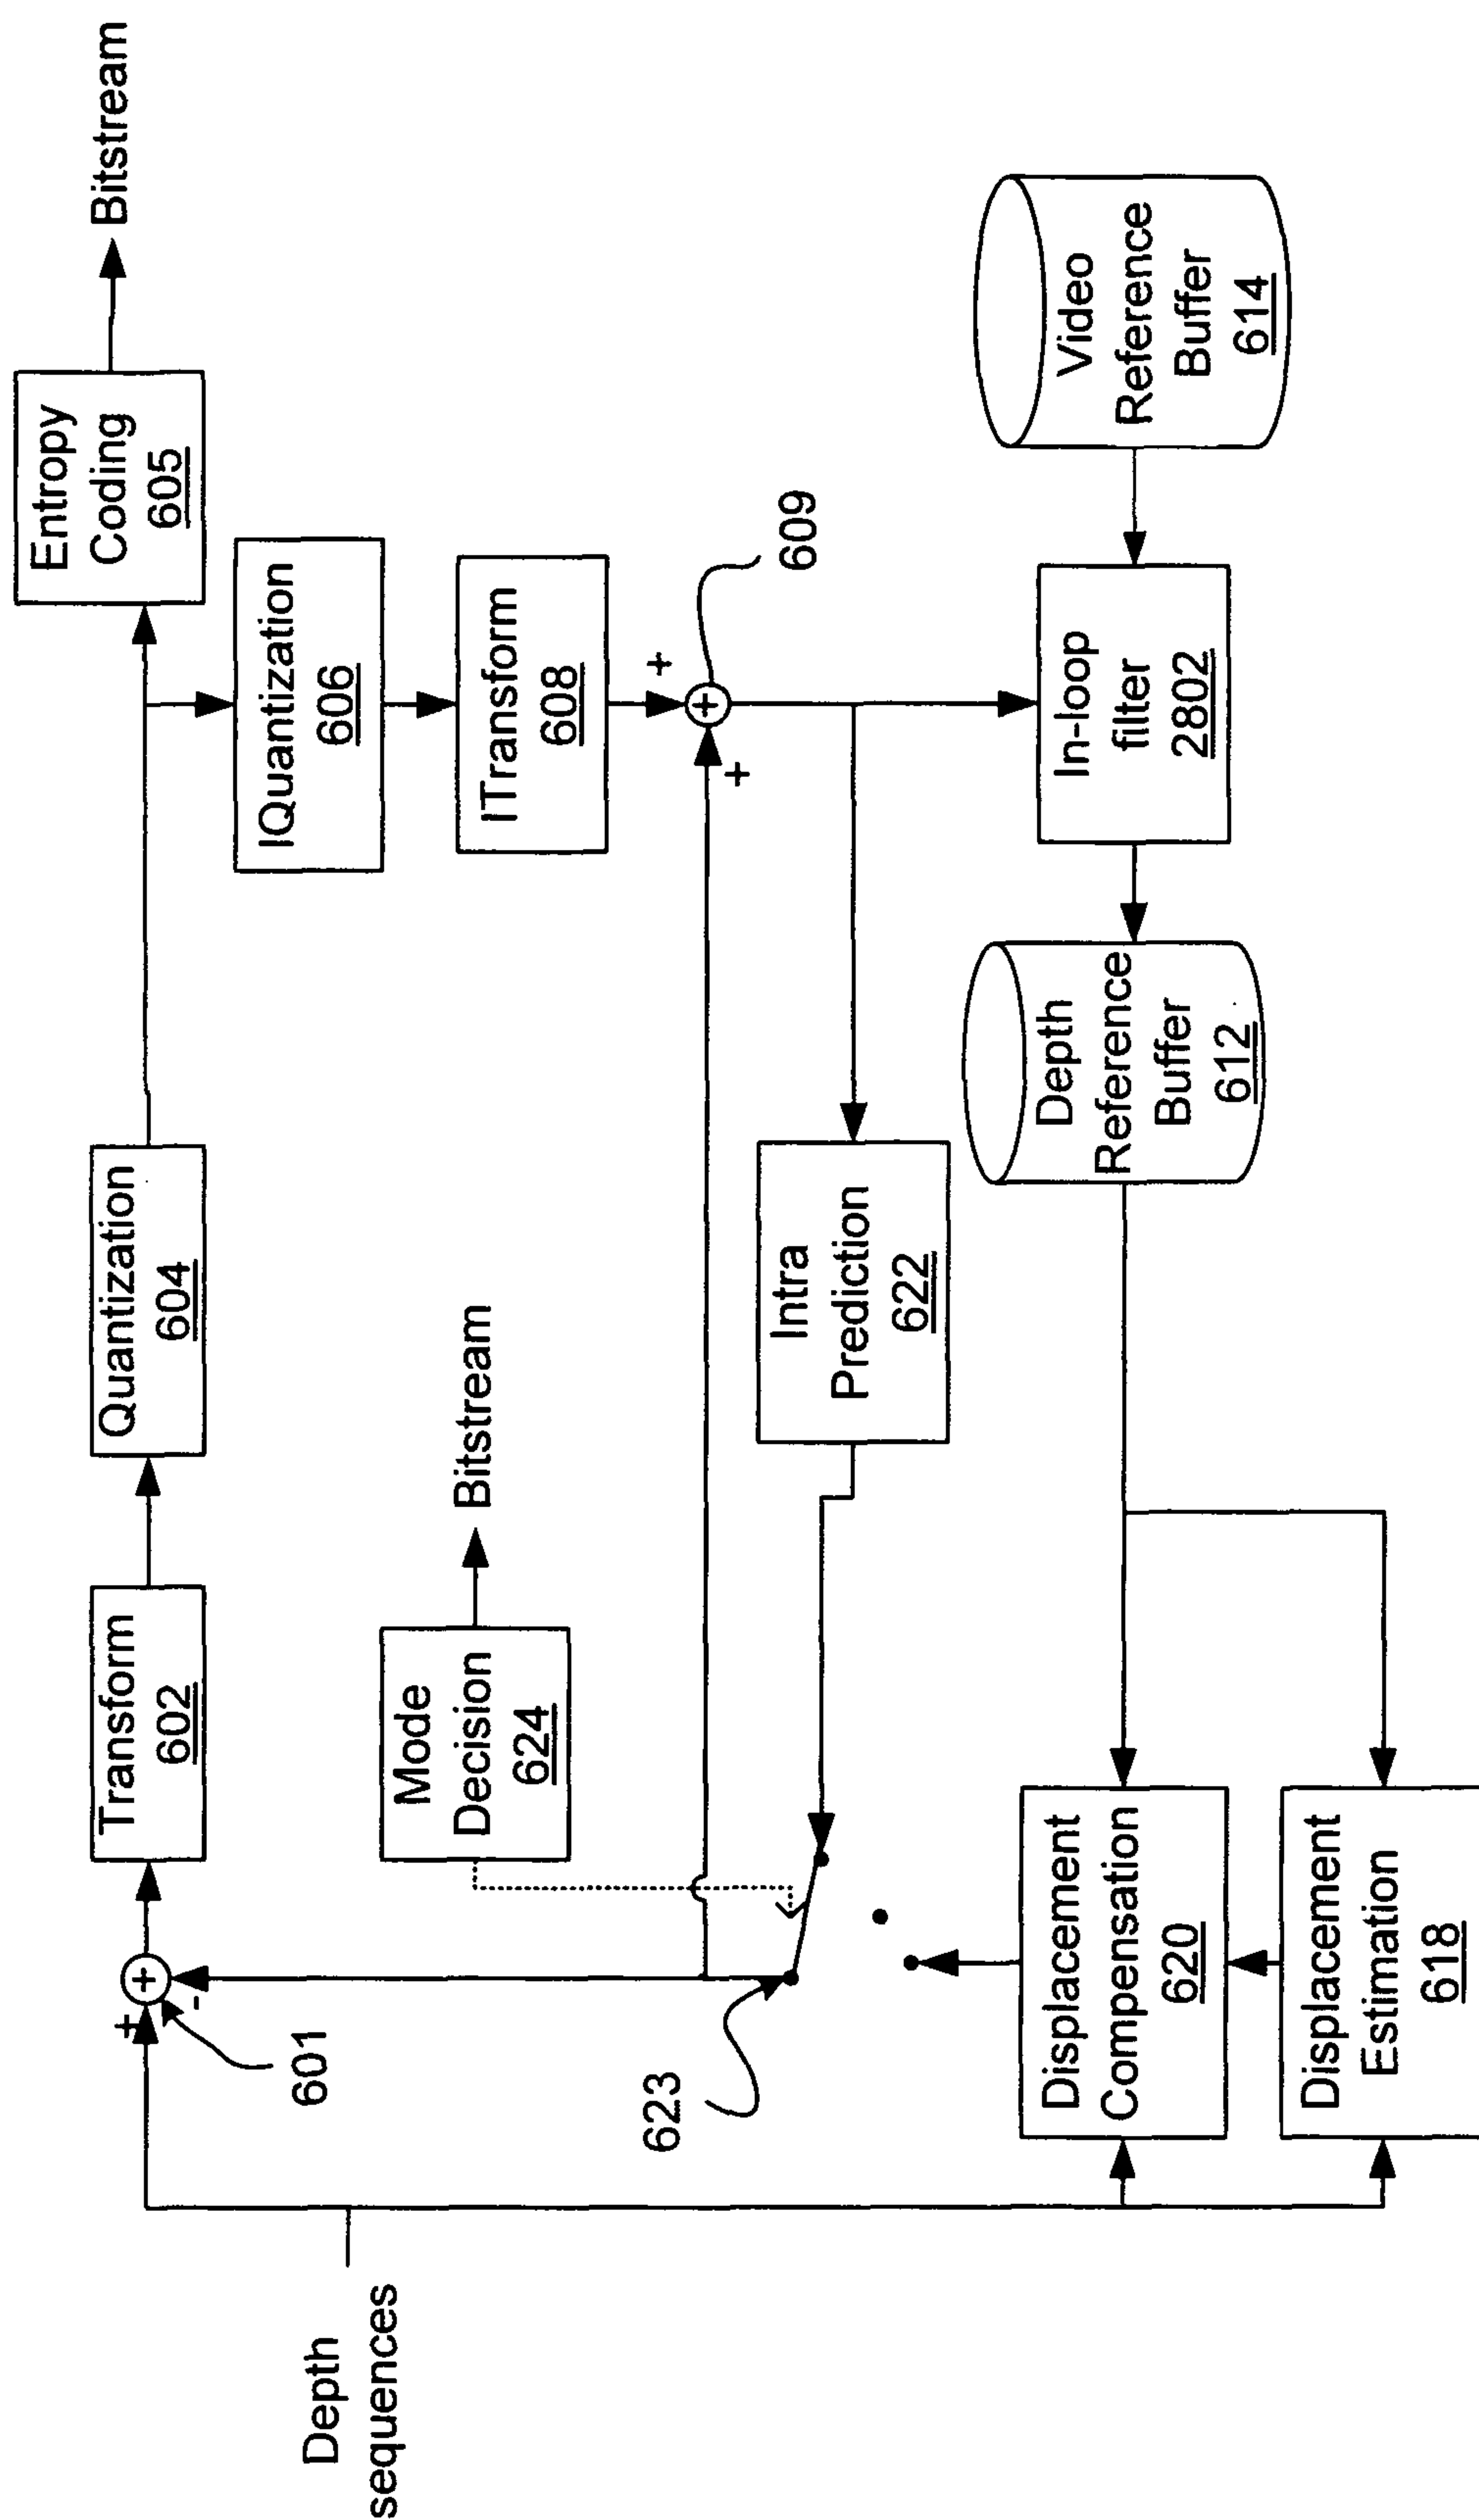 Depth
sequences
+
-
+
601
Transform
602
Quantization
604
Entropy
Coding
605
Bitstream
IQuantization
606
Mode
Decision
624
Bitstream
ITransform
608
+
+
+
609
623
Intra
Prediction
622
Displacement
Compensation
620
Depth
Reference
Buffer
612
In-loop
filter
2802
Video
Reference
Buffer
614
Displacement
Estimation
618